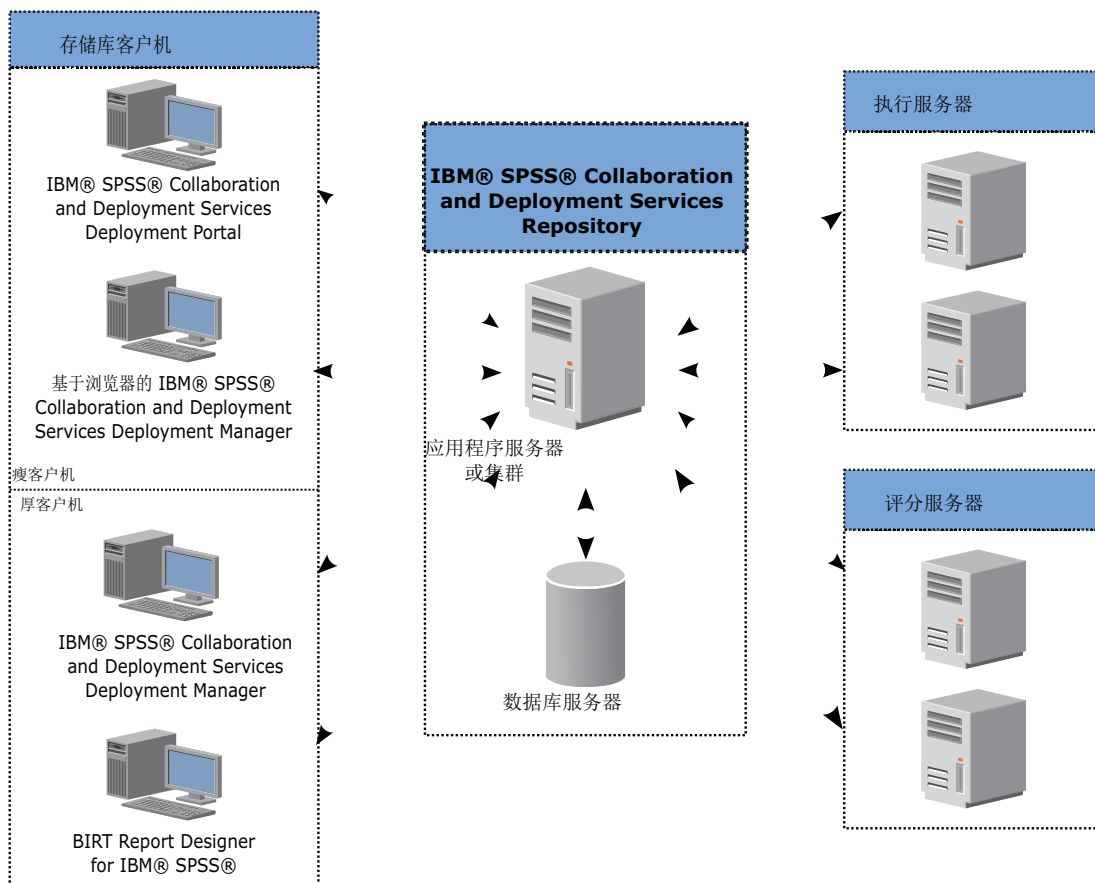 存储库客户机
IBM® SPSS® Collaboration
and Deployment Services
Deployment Portal
基于浏览器的 IBM® SPSS®
Collaboration and Deployment
Services Deployment Manager
瘦客户机
厚客户机
IBM® SPSS® Collaboration
and Deployment Services
Deployment Manager
BIRT Report Designer
for IBM® SPSS®
IBM® SPSS® Collaboration
and Deployment Services
Repository
应用程序服务器
或集群
数据库服务器
执行服务器
评分服务器